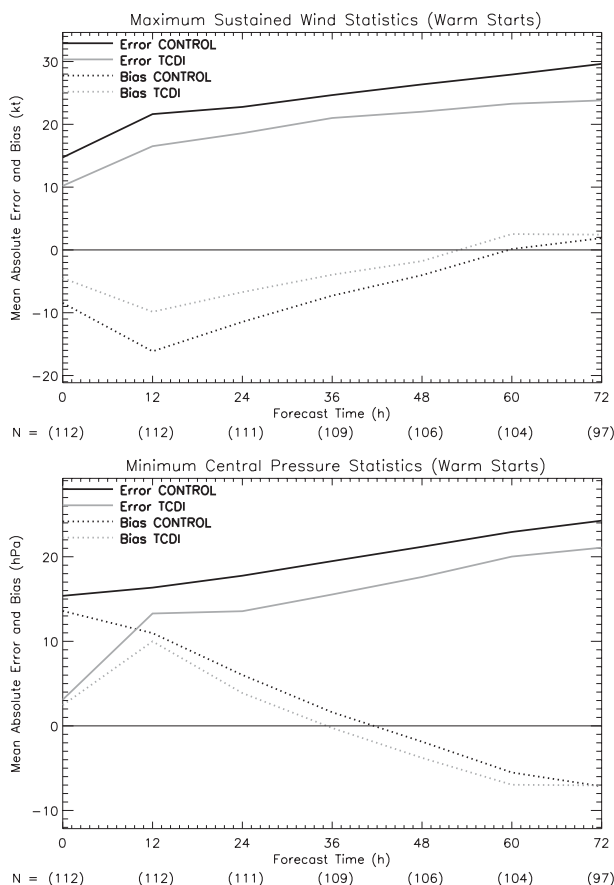 Maximum Sustained Wind Statistics (Warm Starts)
Error CONTROL
Error TCDI
Bias CONTROL
Bias TCDI
Mean Absolute Error and Bias (kt)
30
20
10
0
-10
-20
0 12 24 36 48 60 72
Forecast Time (h)
N = (112) (112) (111) (109) (106) (104) (97)
Minimum Central Pressure Statistics (Warm Starts)
Error CONTROL
Error TCDI
Bias CONTROL
Bias TCDI
Mean Absolute Error and Bias (hPa)
20
10
0
-10
0 12 24 36 48 60 72
Forecast Time (h)
N = (112) (112) (111) (109) (106) (104) (97)